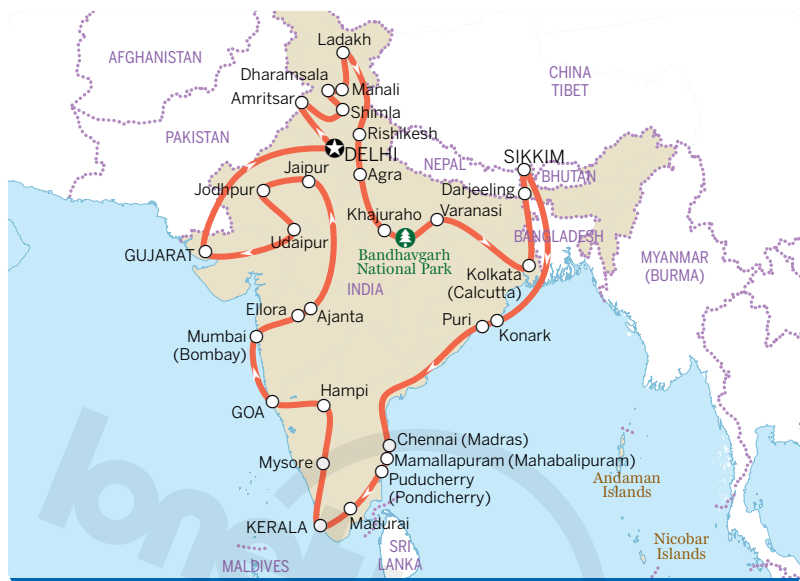 Ladakh
AFGHANISTAN
CHINA
TIBET
Dharamsala
Manali
Amritsar
Shimla
PAKISTAN
Rishikesh
DELHI
NEPAL
SIKKIM
BHUTAN
Jaipur
Agra
Jodhpur
Darjeeling
Khajuraho
Varanasi
Udaipur
BANGLADESH
GUJARAT
Bandhavgarh
National Park
MYANMAR
(BURMA)
Kolkata
(Calcutta)
INDIA
Ellora
Ajanta
Puri
Konark
Mumbai
(Bombay)
Hampi
GOA
Chennai (Madras)
Mamallapuram (Mahabalipuram)
Mysore
Puducherry
(Pondicherry)
Andaman
Islands
KERALA
Madurai
Nicobar
Islands
SRI
LANKA
MALDIVES